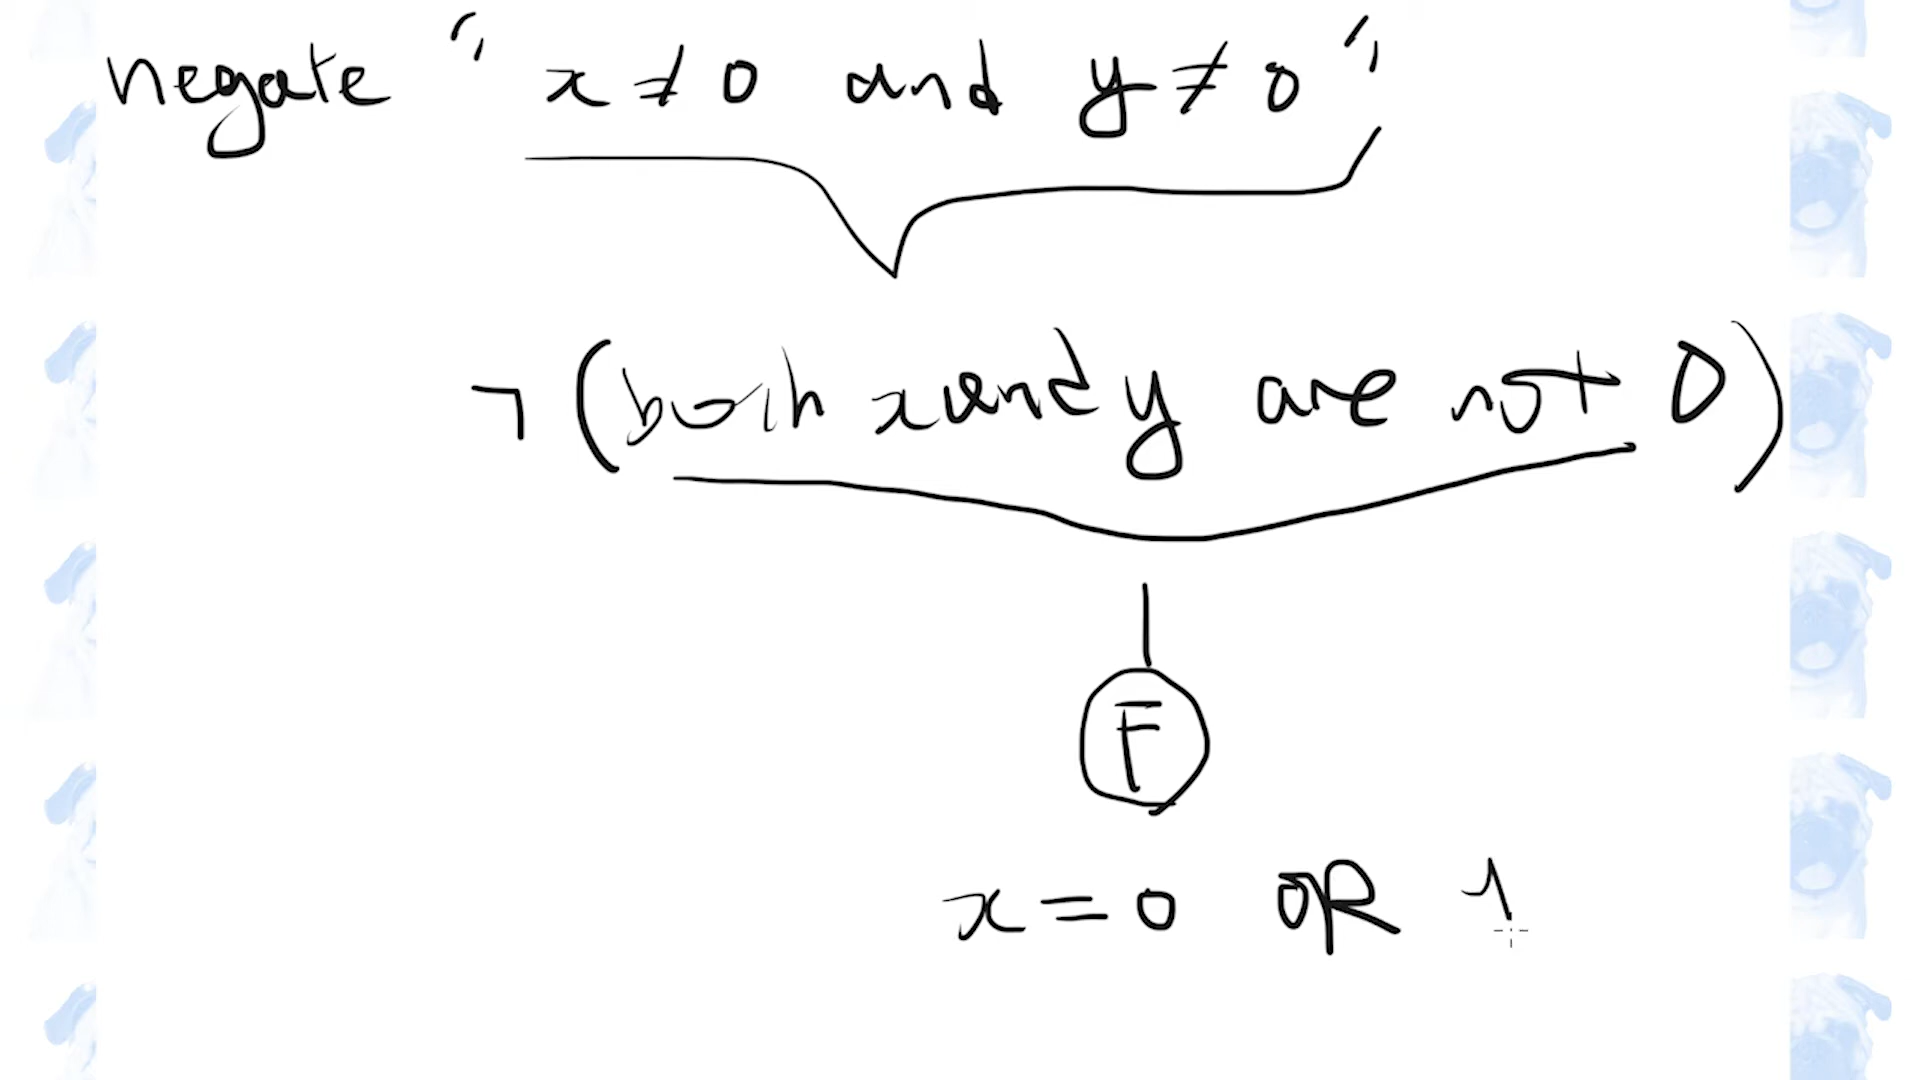 negate "x ≠ 0 and y ≠ 0"
¬ (both x and y are not 0)
F
x = 0 OR